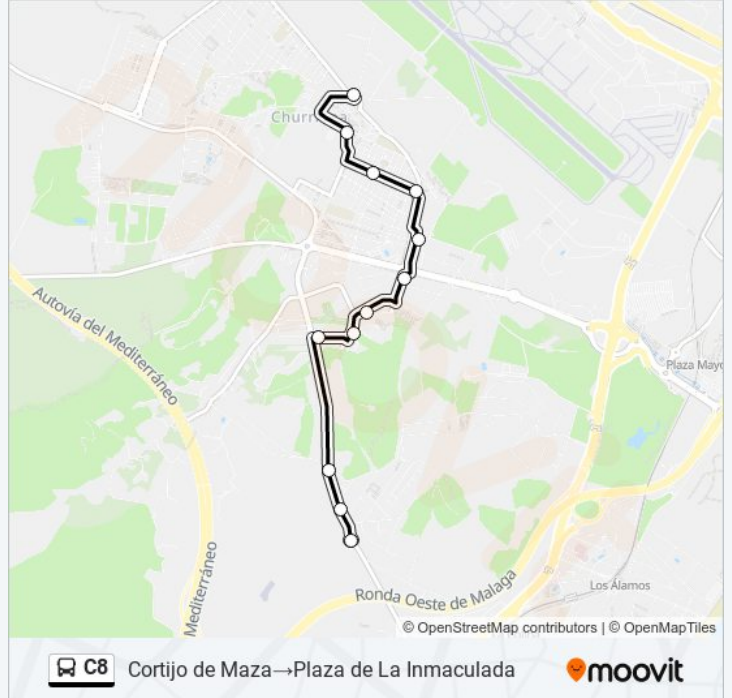 Autovía del Mediterráneo
Plaza Mayo
Mediterráneo
Ronda Oeste de Malaga
Los Álamos
© OpenStreetMap contributors | © OpenMapTiles
C8 Cortijo de Maza→Plaza de La Inmaculada moovit